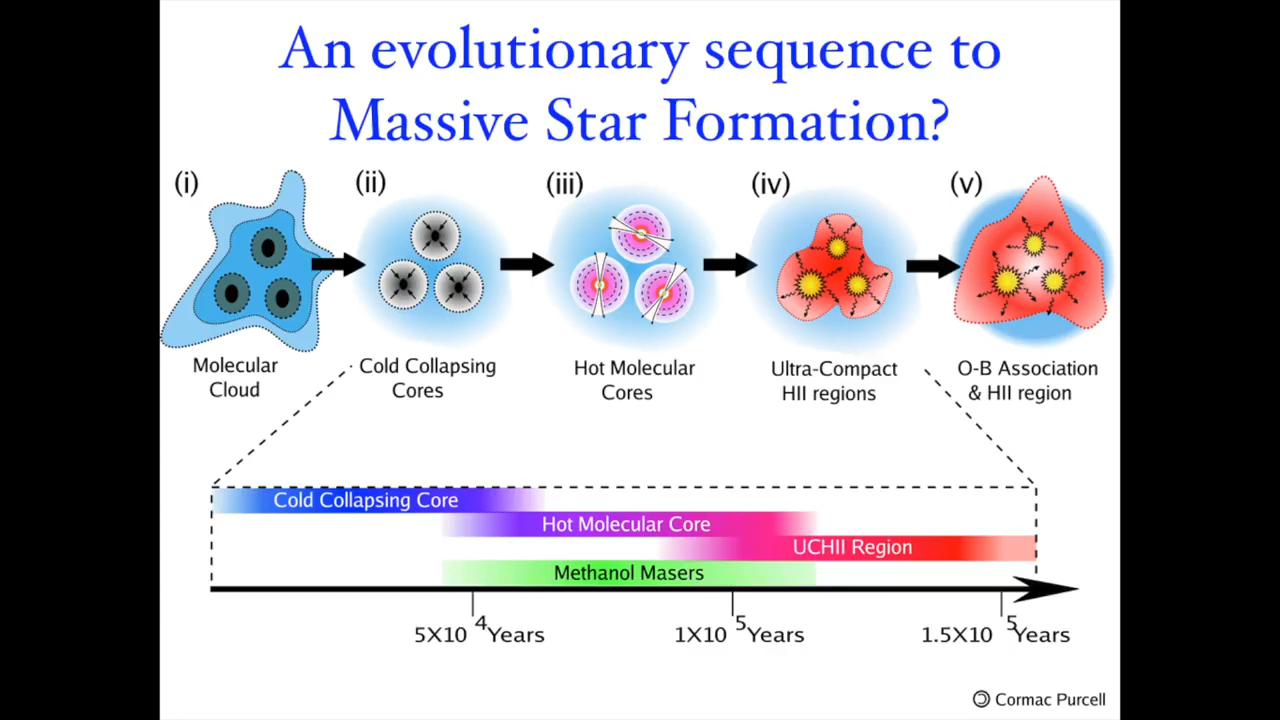 An evolutionary sequence to
Massive Star Formation?
(i)
(ii)
(iii)
(iv)
(v)
Molecular
Cloud
Cold Collapsing
Cores
Hot Molecular
Cores
Ultra-Compact
HII regions
O-B Association
& HII region
Cold Collapsing Core
Hot Molecular Core
UCHII Region
Methanol Masers
5X10 4 Years
1X10 5 Years
1.5X10 5 Years
© Cormac Purcell